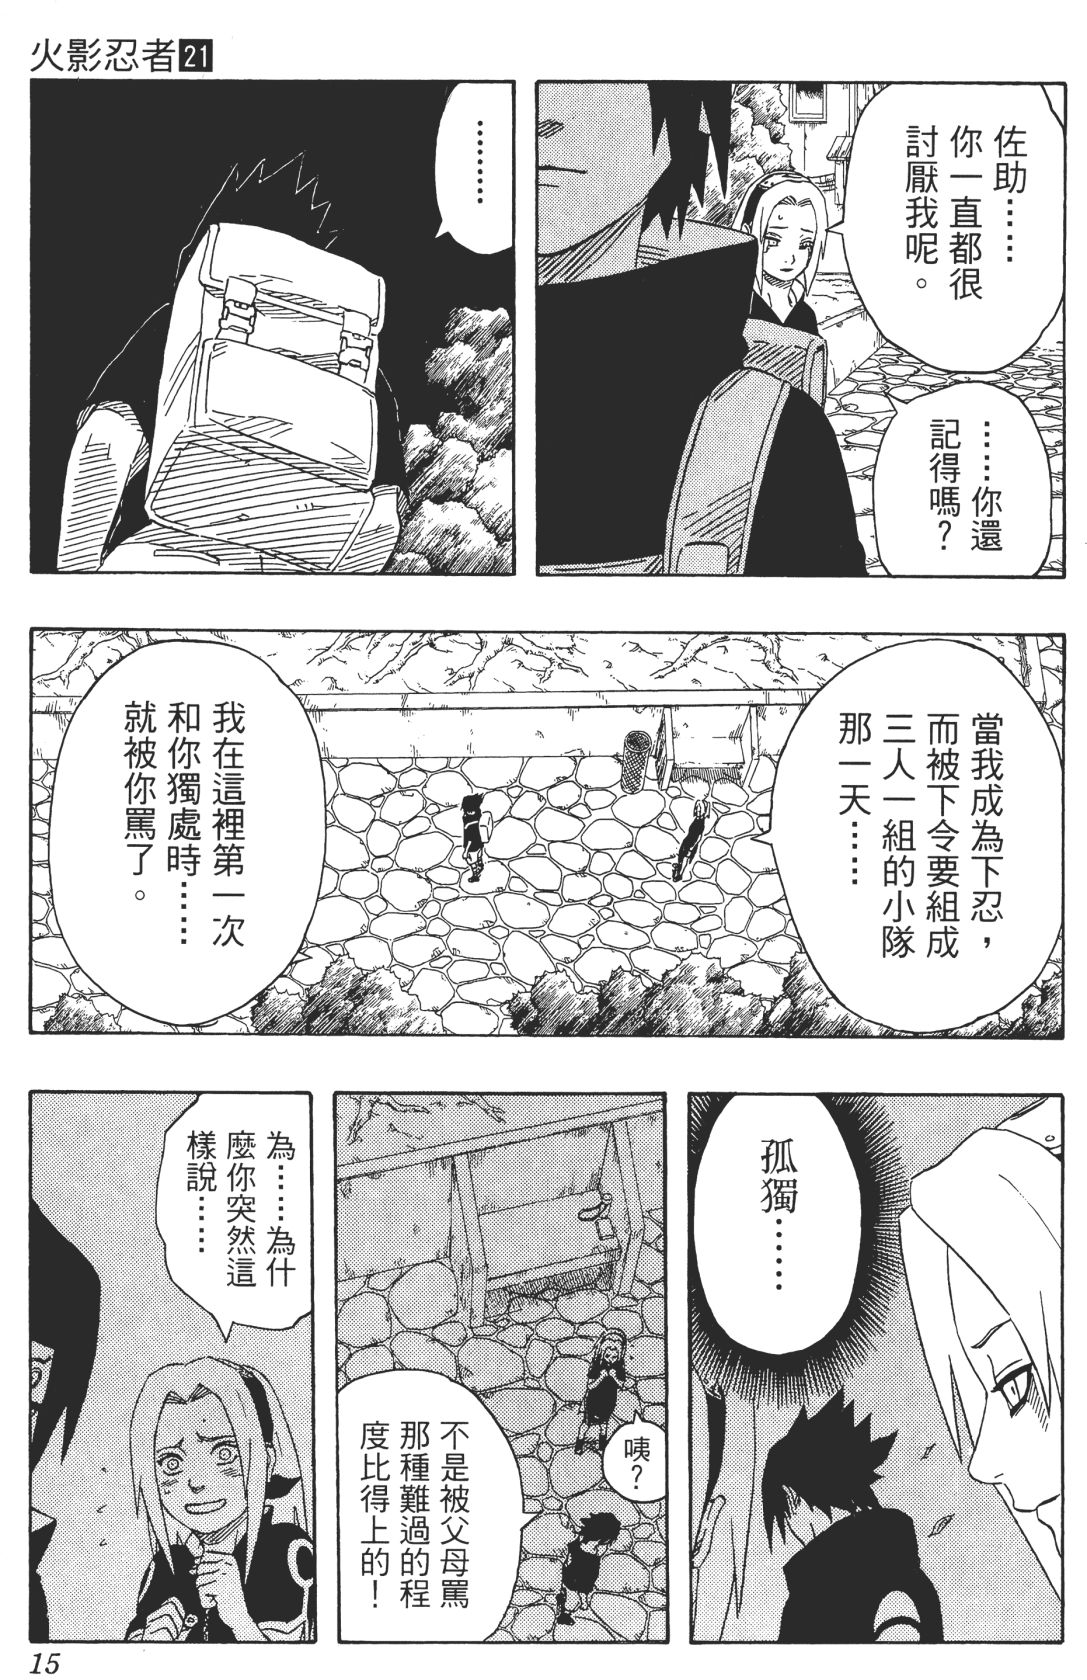 火影忍者21
佐助……
你一直都很
討厭我呢。
……你還
記得嗎？
………
當我成為下忍，
而被下令要組成
三人一組的小隊
那一天……
我在這裡第一次
和你獨處時……
就被你罵了。
孤獨……
咦？
不是被父母罵
那種難過的程
度比得上的！
為……為什
麼你突然這
樣說……
15